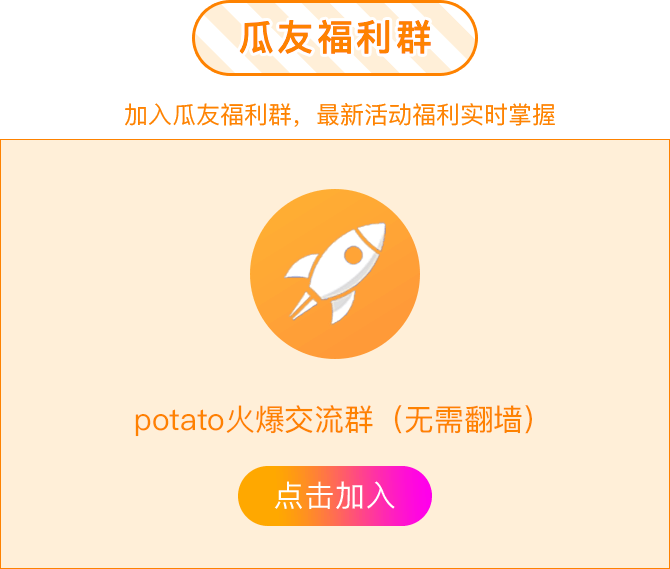 瓜友福利群
加入瓜友福利群，最新活动福利实时掌握
potato火爆交流群（无需翻墙）
点击加入